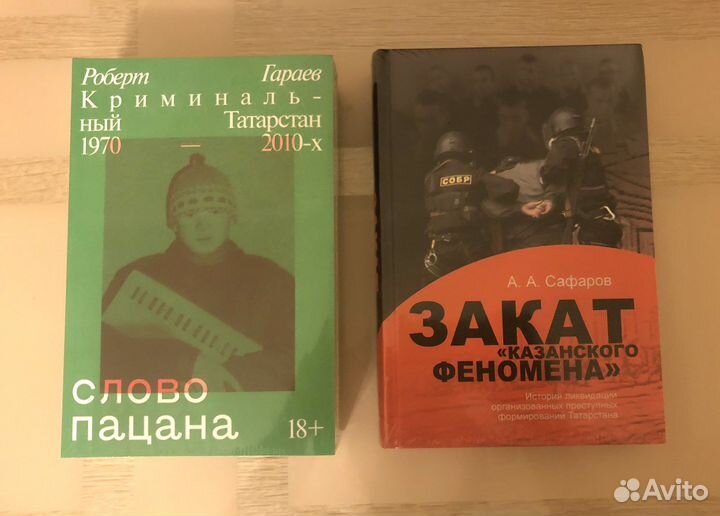 Роберт Гараев
Криминаль-
ный Татарстан
1970 — 2010-х
слово
пацана
18+
СОБР
А. А. Сафаров
ЗАКАТ
«КАЗАНСКОГО
ФЕНОМЕНА»
История ликвидации
организованных преступных
формирований Татарстана
Avito